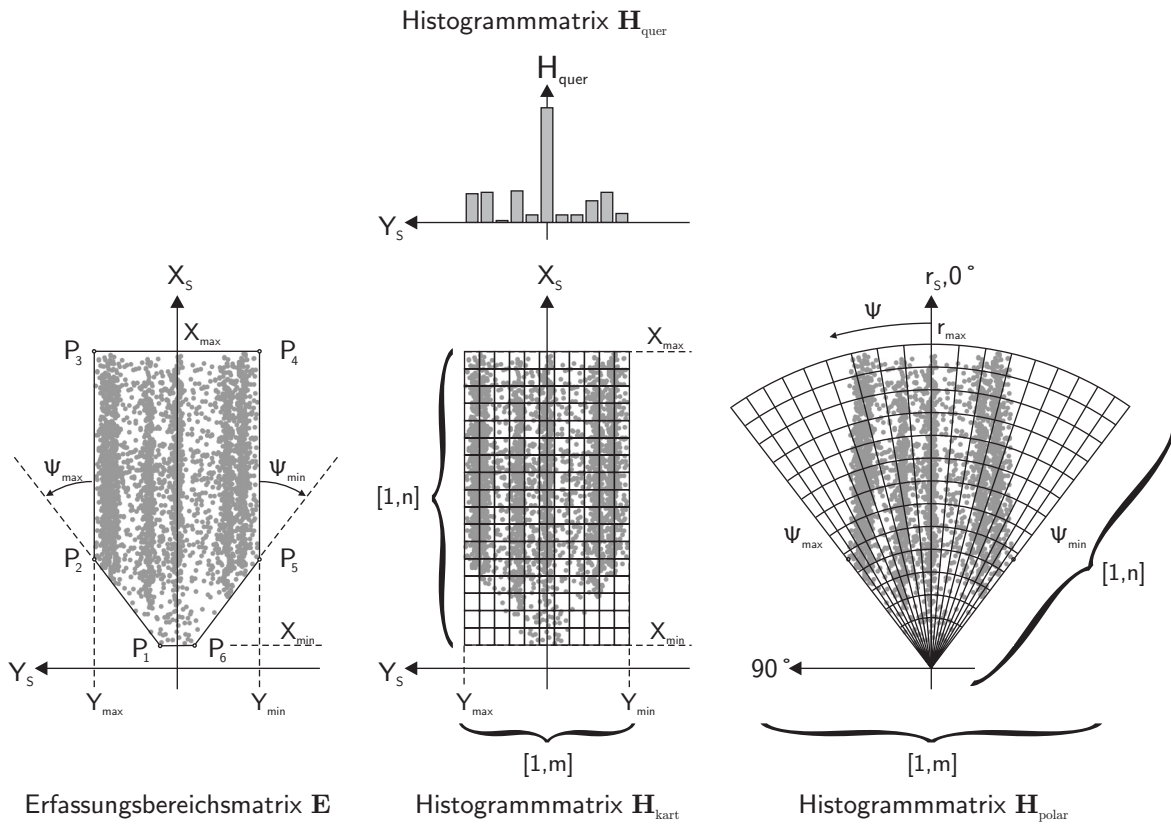 Histogrammmatrix H_quer
H_quer
Y_S
X_S
X_max
P_3
P_4
Ψ_max
Ψ_min
P_2
P_5
P_1
P_6
X_min
Y_S
Y_max
Y_min
Erfassungsbereichsmatrix E
X_S
X_max
[1,n]
X_min
Y_S
Y_max
Y_min
[1,m]
Histogrammmatrix H_kart
r_S,0°
Ψ
r_max
Ψ_max
Ψ_min
[1,n]
90°
[1,m]
Histogrammmatrix H_polar